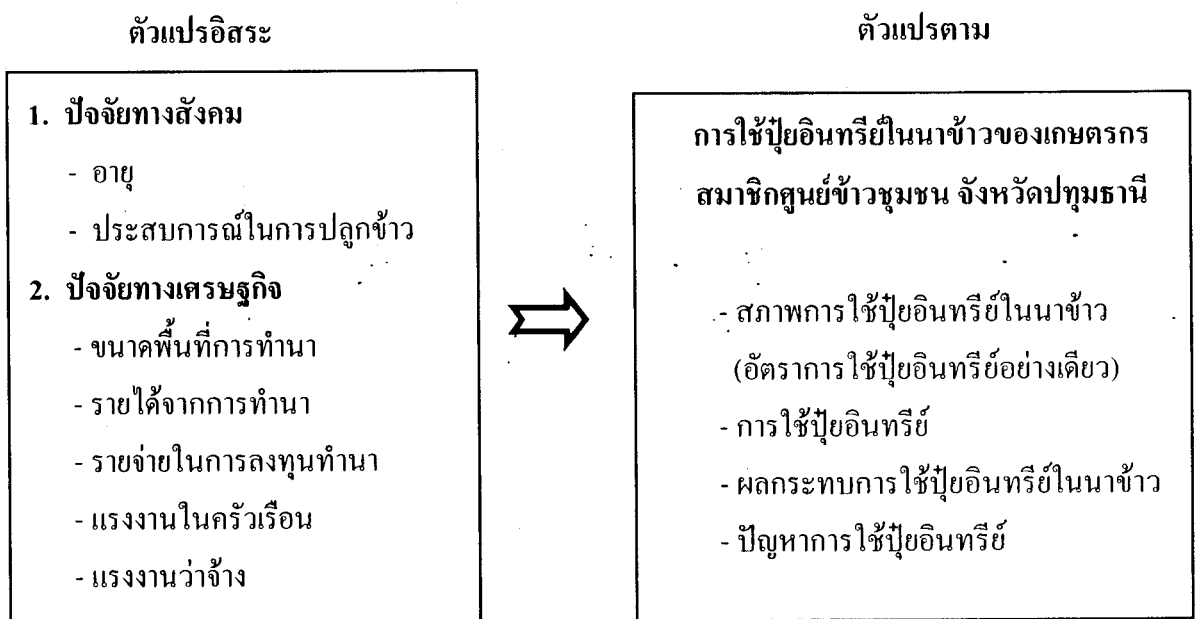 ตัวแปรอิสระ
1. ปัจจัยทางสังคม
- อายุ
- ประสบการณ์ในการปลูกข้าว
2. ปัจจัยทางเศรษฐกิจ
- ขนาดพื้นที่การทำนา
- รายได้จากการทำนา
- รายจ่ายในการลงทุนทำนา
- แรงงานในครัวเรือน
- แรงงานว่าจ้าง
ตัวแปรตาม
การใช้ปุ๋ยอินทรีย์ในนาข้าวของเกษตรกร
สมาชิกศูนย์ข้าวชุมชน จังหวัดปทุมธานี
- สภาพการใช้ปุ๋ยอินทรีย์ในนาข้าว
(อัตราการใช้ปุ๋ยอินทรีย์อย่างเดียว)
- การใช้ปุ๋ยอินทรีย์
- ผลกระทบการใช้ปุ๋ยอินทรีย์ในนาข้าว
- ปัญหาการใช้ปุ๋ยอินทรีย์